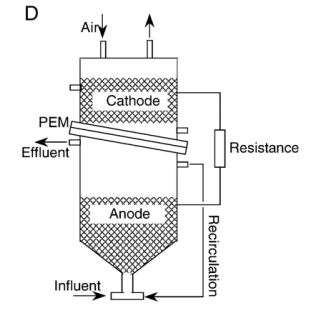 D
Air
Cathode
PEM
Effluent
Resistance
Anode
Recirculation
Influent